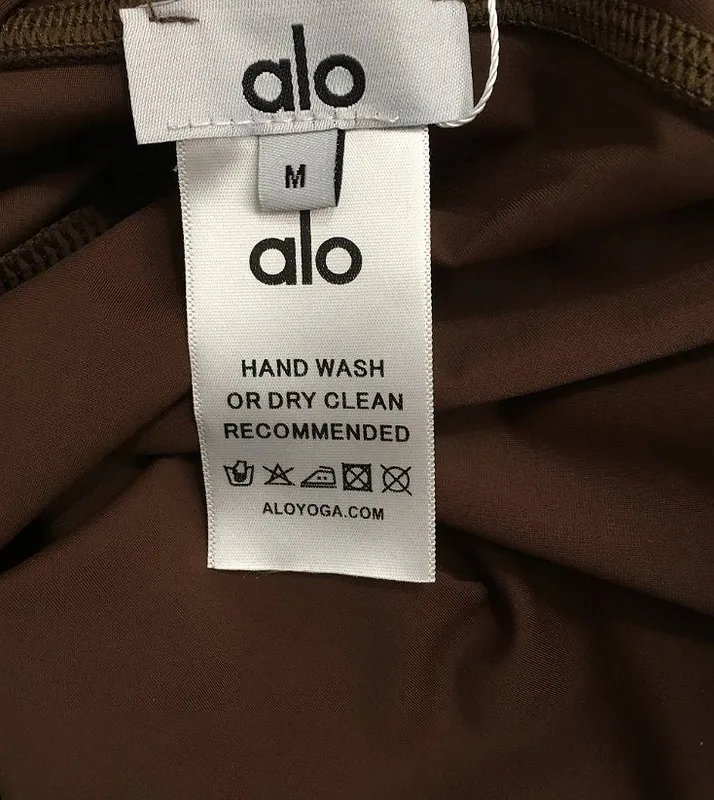 alo
M
alo
HAND WASH
OR DRY CLEAN
RECOMMENDED
ALOYOGA.COM